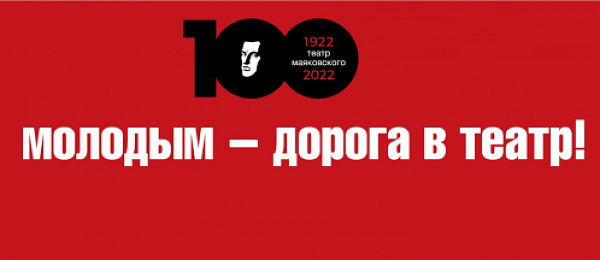 100
1922
театр
маяковского
2022
молодым – дорога в театр!